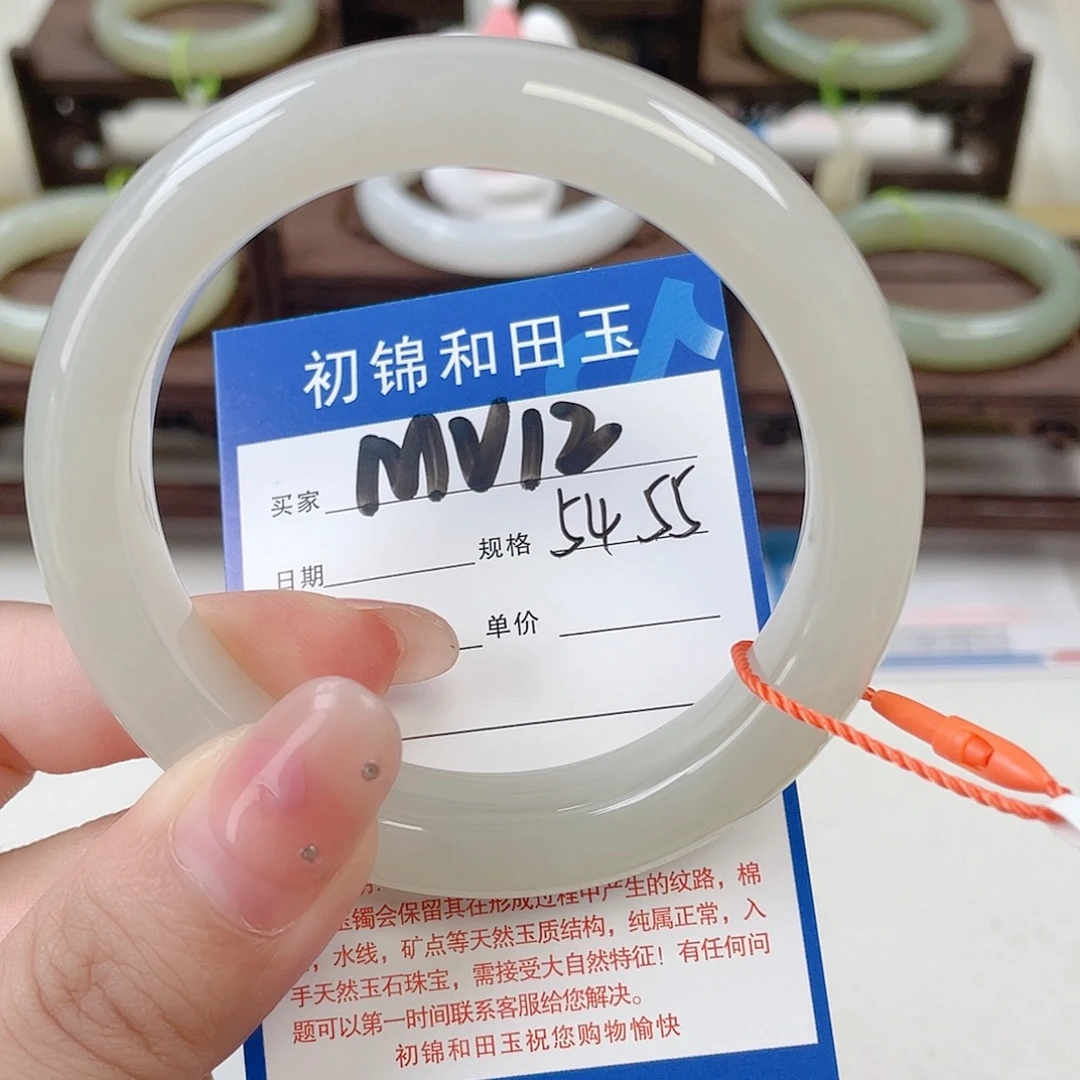 初锦和田玉
买家 MV12
日期 规格 54.55
单价
镯会保留其在形成过程中产生的纹路，棉
，水线，矿点等天然玉质结构，纯属正常，入
手天然玉石珠宝，需接受大自然特征！有任何问
题可以第一时间联系客服给您解决。
初锦和田玉祝您购物愉快